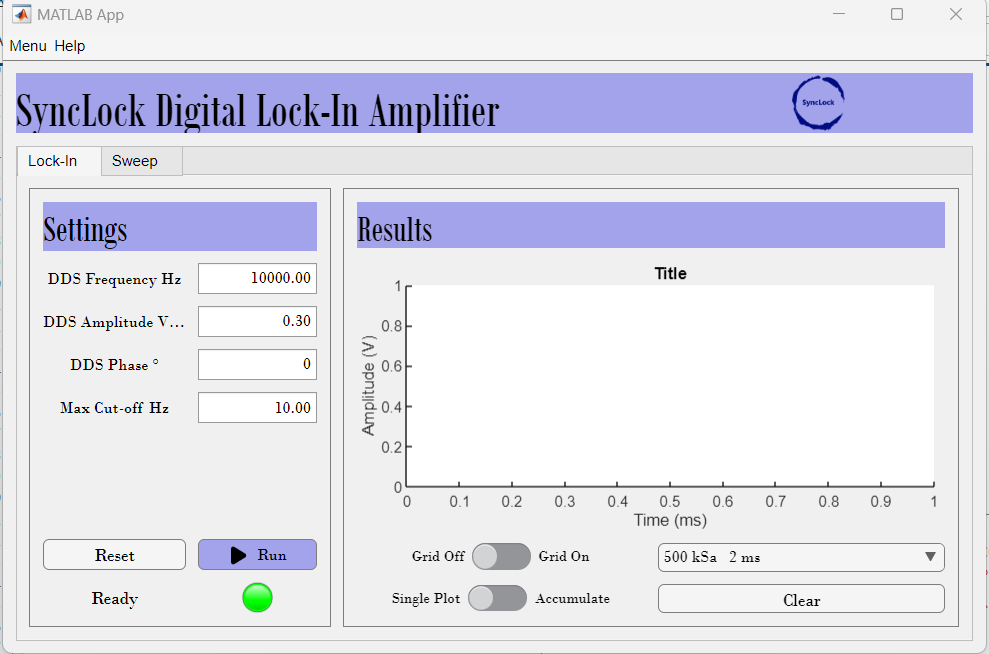 MATLAB App
Menu Help
SyncLock Digital Lock-In Amplifier
SyncLock
Lock-In Sweep
Settings
DDS Frequency Hz 10000.00
DDS Amplitude V... 0.30
DDS Phase ° 0
Max Cut-off Hz 10.00
Reset Run
Ready
Results
Title
1
0.8
0.6
0.4
0.2
0
Amplitude (V)
0 0.1 0.2 0.3 0.4 0.5 0.6 0.7 0.8 0.9 1
Time (ms)
Grid Off Grid On 500 kSa 2 ms
Single Plot Accumulate Clear